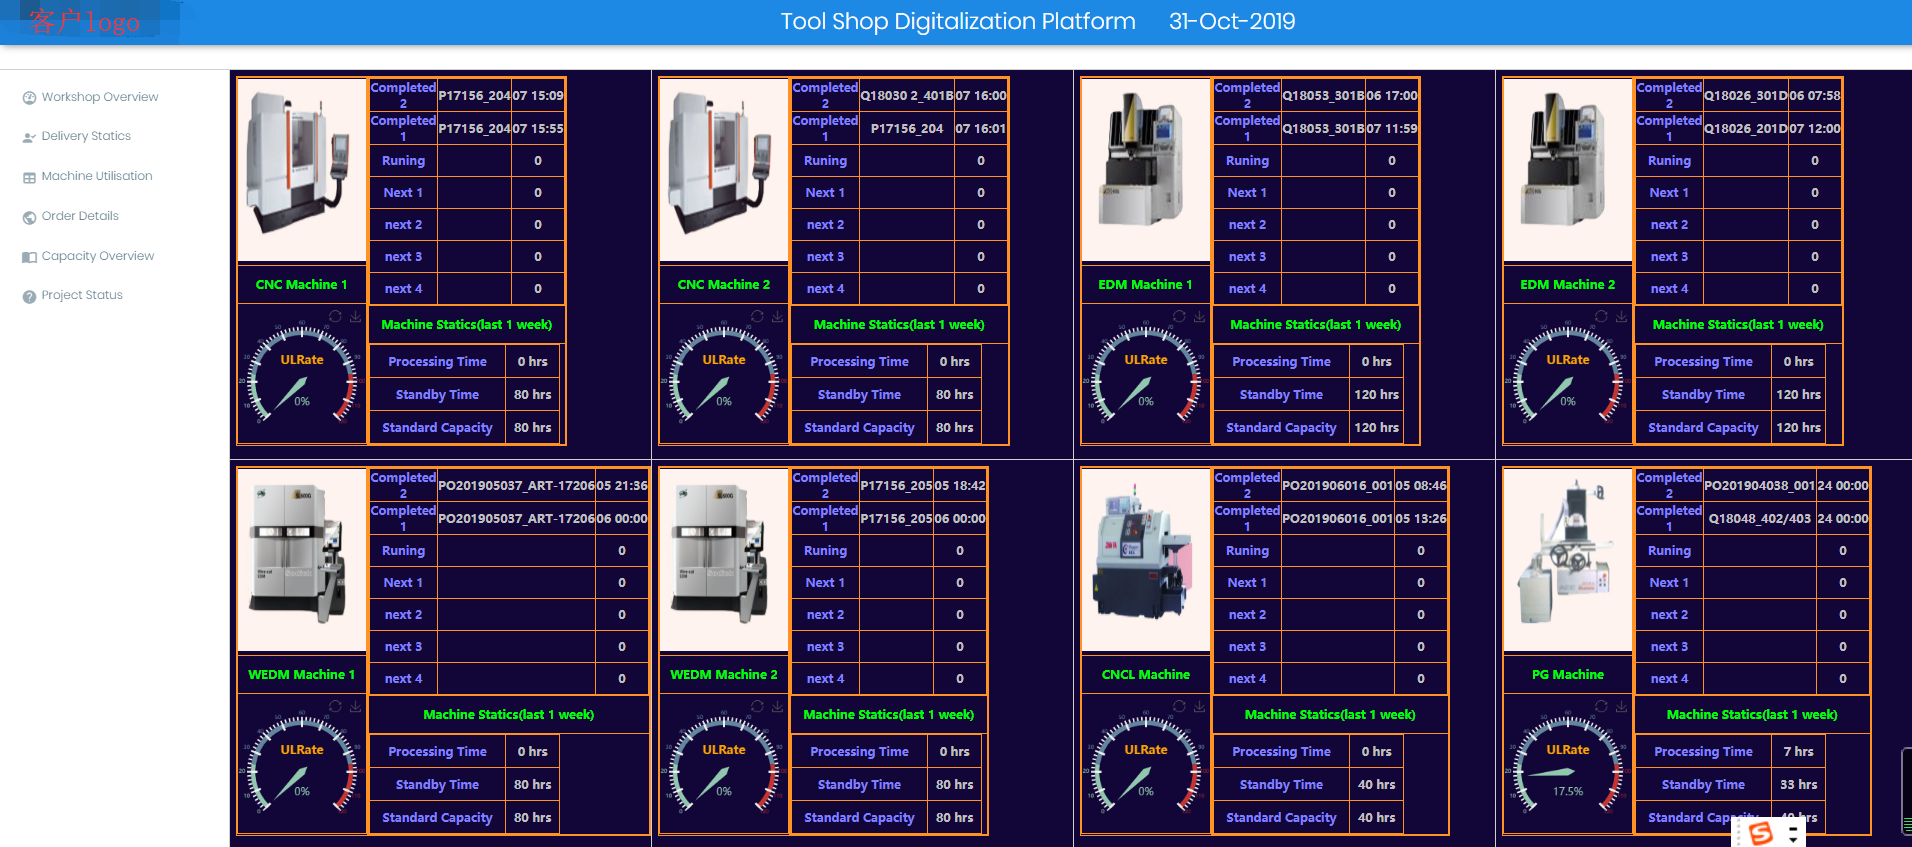 客户logo
Tool Shop Digitalization Platform 31-Oct-2019
Workshop Overview
Delivery Statics
Machine Utilisation
Order Details
Capacity Overview
Project Status
Completed 2 P17156_204 07 15:09
Completed 1 P17156_204 07 15:55
Runing 0
Next 1 0
next 2 0
next 3 0
next 4 0
CNC Machine 1
Machine Statics(last 1 week)
ULRate
0%
Processing Time 0 hrs
Standby Time 80 hrs
Standard Capacity 80 hrs
Completed 2 Q18030 2_401B 07 16:00
Completed 1 P17156_204 07 16:01
Runing 0
Next 1 0
next 2 0
next 3 0
next 4 0
CNC Machine 2
Machine Statics(last 1 week)
ULRate
0%
Processing Time 0 hrs
Standby Time 80 hrs
Standard Capacity 80 hrs
Completed 2 Q18053_301B 06 17:00
Completed 1 Q18053_301B 07 11:59
Runing 0
Next 1 0
next 2 0
next 3 0
next 4 0
EDM Machine 1
Machine Statics(last 1 week)
ULRate
0%
Processing Time 0 hrs
Standby Time 120 hrs
Standard Capacity 120 hrs
Completed 2 Q18026_301D 06 07:58
Completed 1 Q18026_201D 07 12:00
Runing 0
Next 1 0
next 2 0
next 3 0
next 4 0
EDM Machine 2
Machine Statics(last 1 week)
ULRate
0%
Processing Time 0 hrs
Standby Time 120 hrs
Standard Capacity 120 hrs
Completed 2 PO201905037_ART-17206 05 21:36
Completed 1 PO201905037_ART-17206 06 00:00
Runing 0
Next 1 0
next 2 0
next 3 0
next 4 0
WEDM Machine 1
Machine Statics(last 1 week)
ULRate
0%
Processing Time 0 hrs
Standby Time 80 hrs
Standard Capacity 80 hrs
Completed 2 P17156_205 05 18:42
Completed 1 P17156_205 06 00:00
Runing 0
Next 1 0
next 2 0
next 3 0
next 4 0
WEDM Machine 2
Machine Statics(last 1 week)
ULRate
0%
Processing Time 0 hrs
Standby Time 80 hrs
Standard Capacity 80 hrs
Completed 2 PO201906016_001 05 08:46
Completed 1 PO201906016_001 05 13:26
Runing 0
Next 1 0
next 2 0
next 3 0
next 4 0
CNCL Machine
Machine Statics(last 1 week)
ULRate
0%
Processing Time 0 hrs
Standby Time 40 hrs
Standard Capacity 40 hrs
Completed 2 PO201904038_001 24 00:00
Completed 1 Q18048_402/403 24 00:00
Runing 0
Next 1 0
next 2 0
next 3 0
next 4 0
PG Machine
Machine Statics(last 1 week)
ULRate
17.5%
Processing Time 7 hrs
Standby Time 33 hrs
Standard Capacity 40 hrs